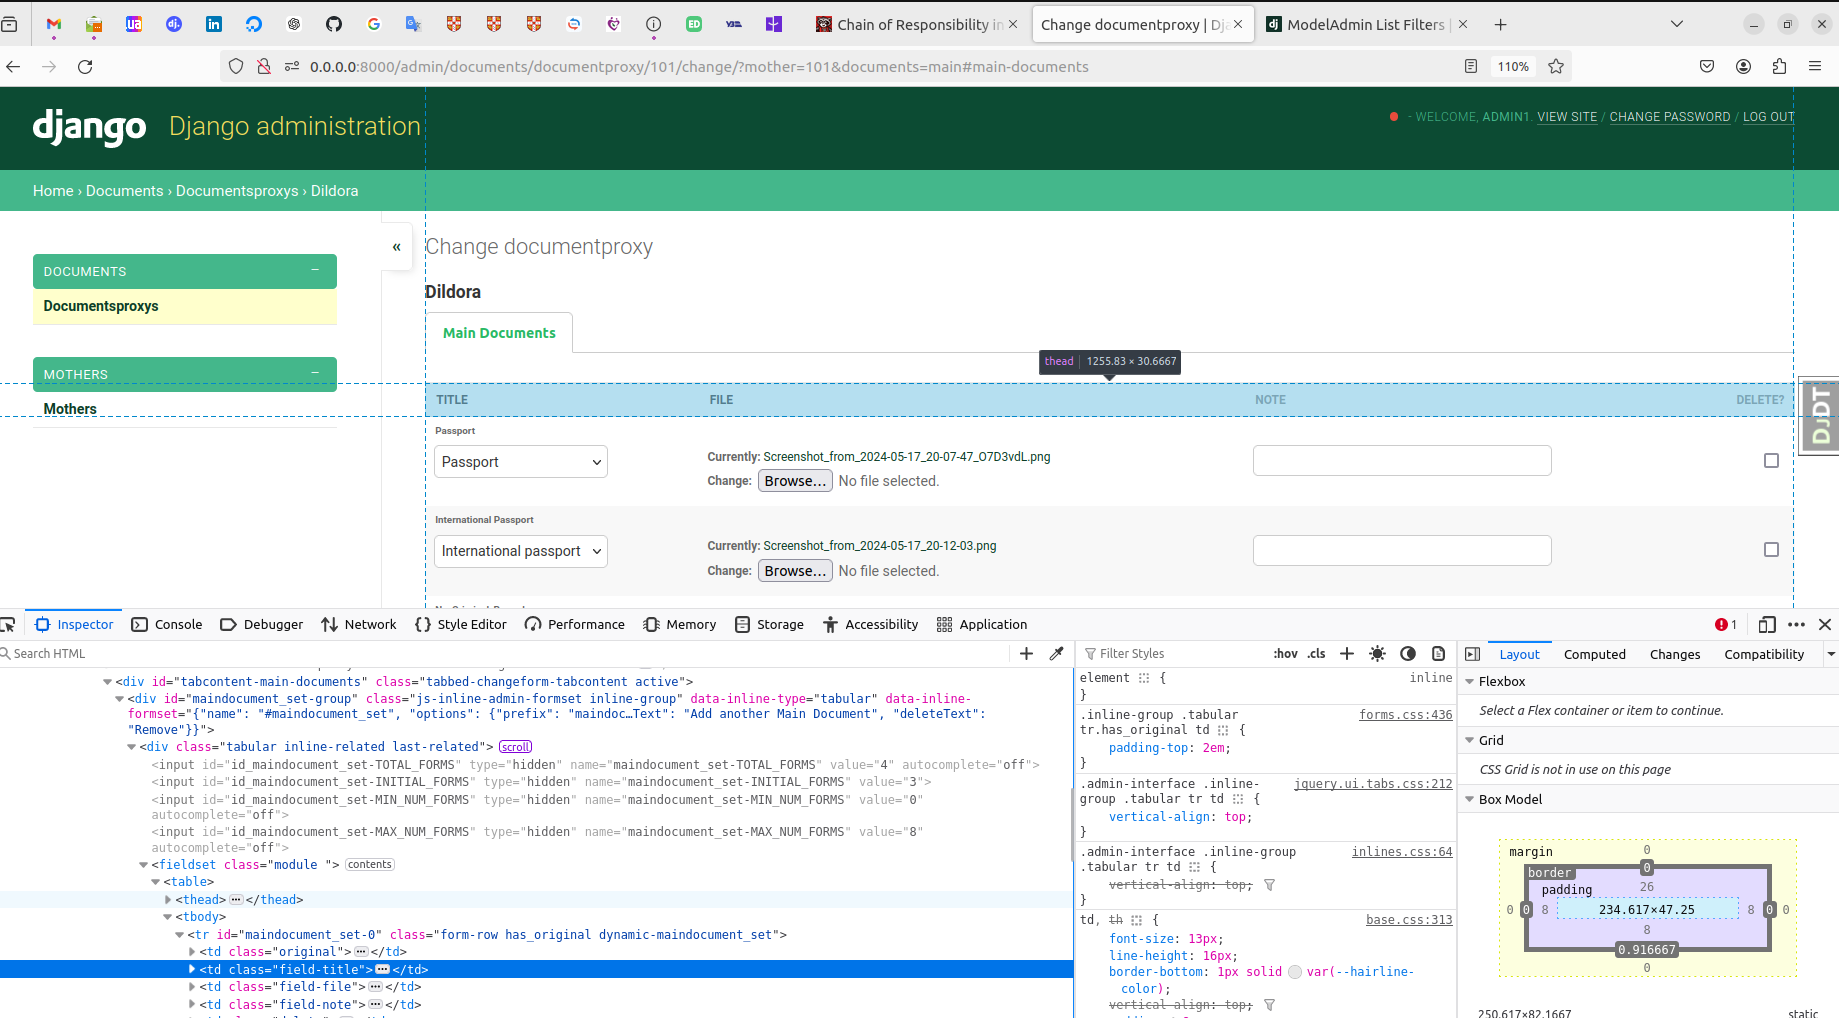 Chain of Responsibility in
Change documentproxy | Dja
ModelAdmin List Filters |
0.0.0.0:8000/admin/documents/documentproxy/101/change/?mother=101&documents=main#main-documents
110%
django Django administration
- WELCOME, ADMIN1. VIEW SITE / CHANGE PASSWORD / LOG OUT
Home › Documents › Documentsproxys › Dildora
DOCUMENTS
Documentsproxys
MOTHERS
Mothers
«
Change documentproxy
Dildora
Main Documents
thead 1255.83 × 30.6667
TITLE FILE NOTE DELETE?
DJDT
Passport
Passport
Currently: Screenshot_from_2024-05-17_20-07-47_O7D3vdL.png
Change: Browse... No file selected.
International Passport
International passport
Currently: Screenshot_from_2024-05-17_20-12-03.png
Change: Browse... No file selected.
Inspector Console Debugger Network Style Editor Performance Memory Storage Accessibility Application 1
Search HTML
<div id="tabcontent-main-documents" class="tabbed-changeform-tabcontent active">
<div id="maindocument_set-group" class="js-inline-admin-formset inline-group" data-inline-type="tabular" data-inline-
formset="{"name": "#maindocument_set", "options": {"prefix": "maindoc…Text": "Add another Main Document", "deleteText":
"Remove"}}">
<div class="tabular inline-related last-related"> scroll
<input id="id_maindocument_set-TOTAL_FORMS" type="hidden" name="maindocument_set-TOTAL_FORMS" value="4" autocomplete="off">
<input id="id_maindocument_set-INITIAL_FORMS" type="hidden" name="maindocument_set-INITIAL_FORMS" value="3">
<input id="id_maindocument_set-MIN_NUM_FORMS" type="hidden" name="maindocument_set-MIN_NUM_FORMS" value="0"
autocomplete="off">
<input id="id_maindocument_set-MAX_NUM_FORMS" type="hidden" name="maindocument_set-MAX_NUM_FORMS" value="8"
autocomplete="off">
<fieldset class="module "> contents
<table>
<thead>…</thead>
<tbody>
<tr id="maindocument_set-0" class="form-row has_original dynamic-maindocument_set">
<td class="original">…</td>
<td class="field-title">…</td>
<td class="field-file">…</td>
<td class="field-note">…</td>
Filter Styles :hov .cls
element { inline
}
.inline-group .tabular forms.css:436
tr.has_original td {
padding-top: 2em;
}
.admin-interface .inline- jquery.ui.tabs.css:212
group .tabular tr td {
vertical-align: top;
}
.admin-interface .inline-group inlines.css:64
.tabular tr td {
vertical-align: top;
}
td, th { base.css:313
font-size: 13px;
line-height: 16px;
border-bottom: 1px solid var(--hairline-
color);
vertical-align: top;
Layout Computed Changes Compatibility
Flexbox
Select a Flex container or item to continue.
Grid
CSS Grid is not in use on this page
Box Model
margin 0
border 0
padding 26
0 0 8 234.617×47.25 8 0 0
8
0.916667
0
250.617×82.1667 static